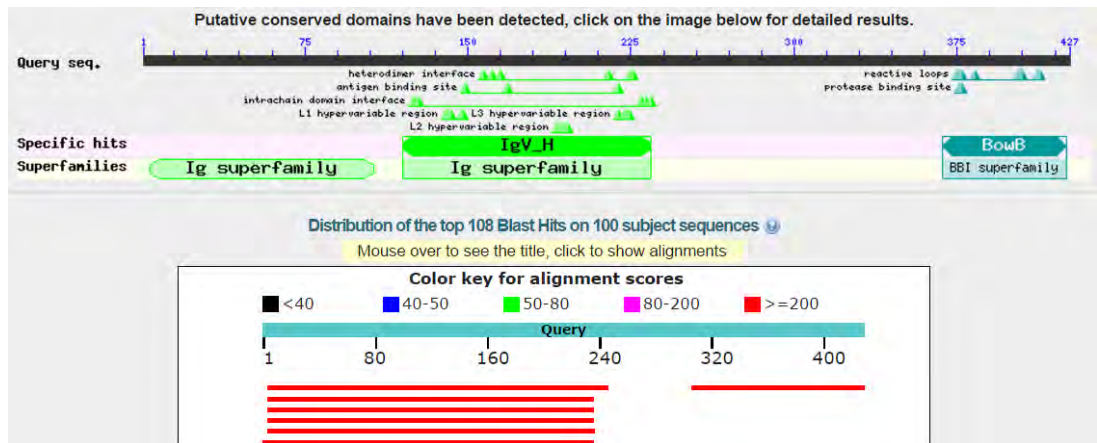 Putative conserved domains have been detected, click on the image below for detailed results.
1 75 150 225 300 375 427
Query seq.
heterodimer interface reactive loops
antigen binding site protease binding site
intrachain domain interface
L1 hypervariable region L3 hypervariable region
L2 hypervariable region
Specific hits IgV_H BowB
Superfamilies Ig superfamily Ig superfamily BBI superfamily
Distribution of the top 108 Blast Hits on 100 subject sequences
Mouse over to see the title, click to show alignments
Color key for alignment scores
<40 40-50 50-80 80-200 >=200
Query
1 80 160 240 320 400